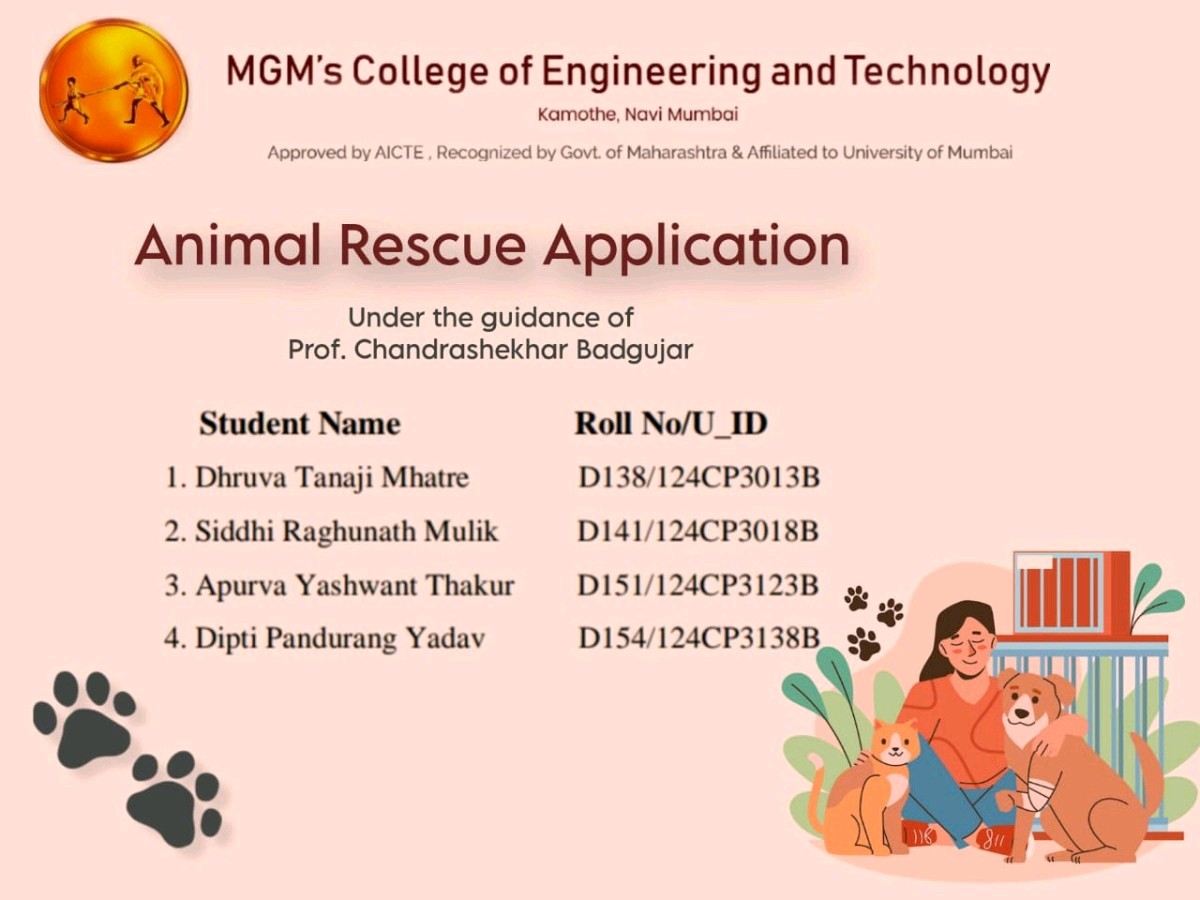 MGM's College of Engineering and Technology
Kamothe, Navi Mumbai
Approved by AICTE , Recognized by Govt. of Maharashtra & Affiliated to University of Mumbai
Animal Rescue Application
Under the guidance of
Prof. Chandrashekhar Badgujar
Student Name Roll No/U_ID
1. Dhruva Tanaji Mhatre D138/124CP3013B
2. Siddhi Raghunath Mulik D141/124CP3018B
3. Apurva Yashwant Thakur D151/124CP3123B
4. Dipti Pandurang Yadav D154/124CP3138B